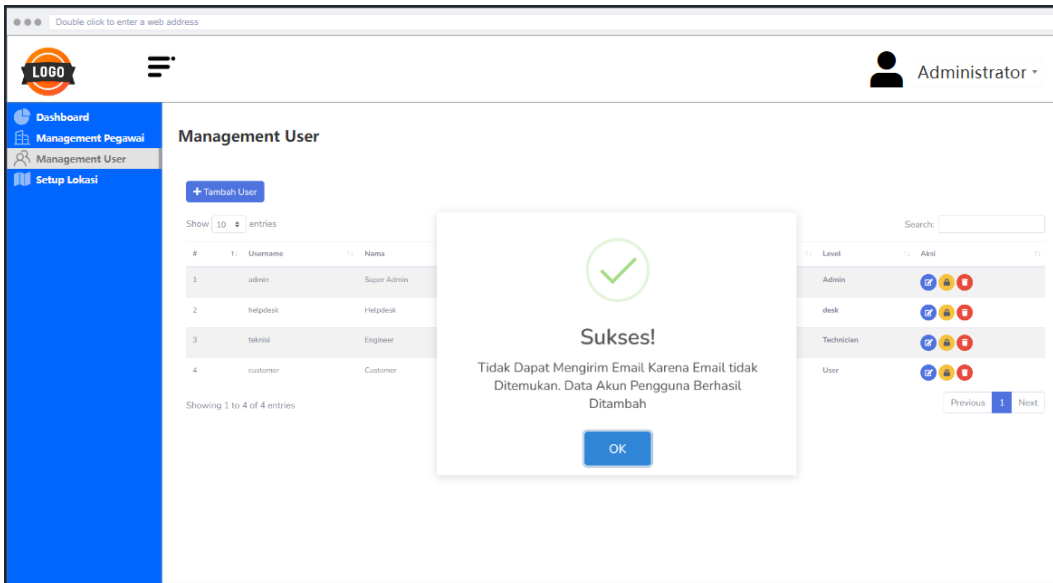 Double click to enter a web address
LOGO
Administrator
Dashboard
Management Pegawai
Management User
Setup Lokasi
Management User
+ Tambah User
Show 10 entries
Search:
# Username Nama Level Aksi
1 admin Super Admin Admin
2 helpdesk Helpdesk desk
3 teknisi Engineer Technician
4 customer Customer User
Showing 1 to 4 of 4 entries
Previous 1 Next
Sukses!
Tidak Dapat Mengirim Email Karena Email tidak
Ditemukan. Data Akun Pengguna Berhasil
Ditambah
OK